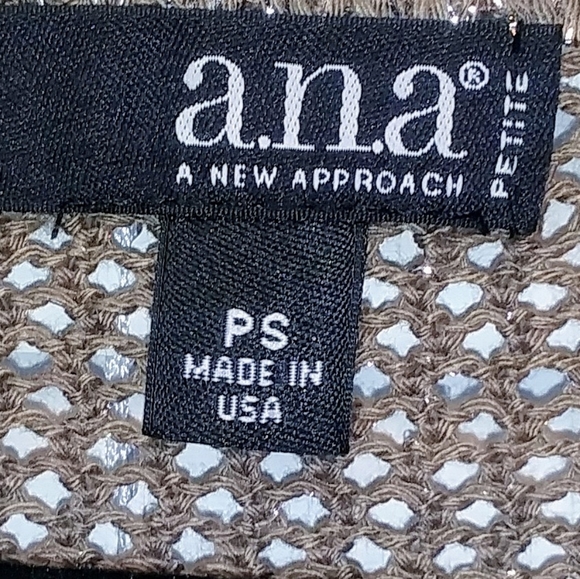 a.n.a®
A NEW APPROACH
PETITE
PS
MADE IN
USA